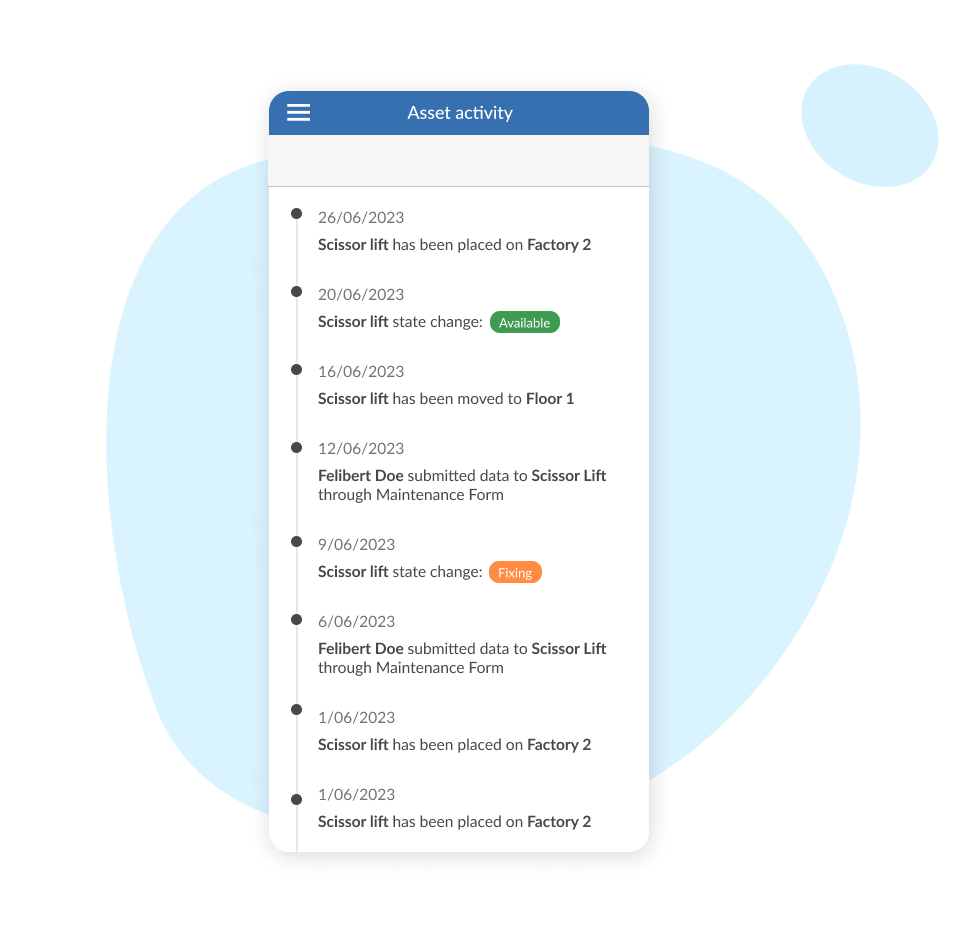 Asset activity
26/06/2023
Scissor lift has been placed on Factory 2
20/06/2023
Scissor lift state change: Available
16/06/2023
Scissor lift has been moved to Floor 1
12/06/2023
Felibert Doe submitted data to Scissor Lift
through Maintenance Form
9/06/2023
Scissor lift state change: Fixing
6/06/2023
Felibert Doe submitted data to Scissor Lift
through Maintenance Form
1/06/2023
Scissor lift has been placed on Factory 2
1/06/2023
Scissor lift has been placed on Factory 2